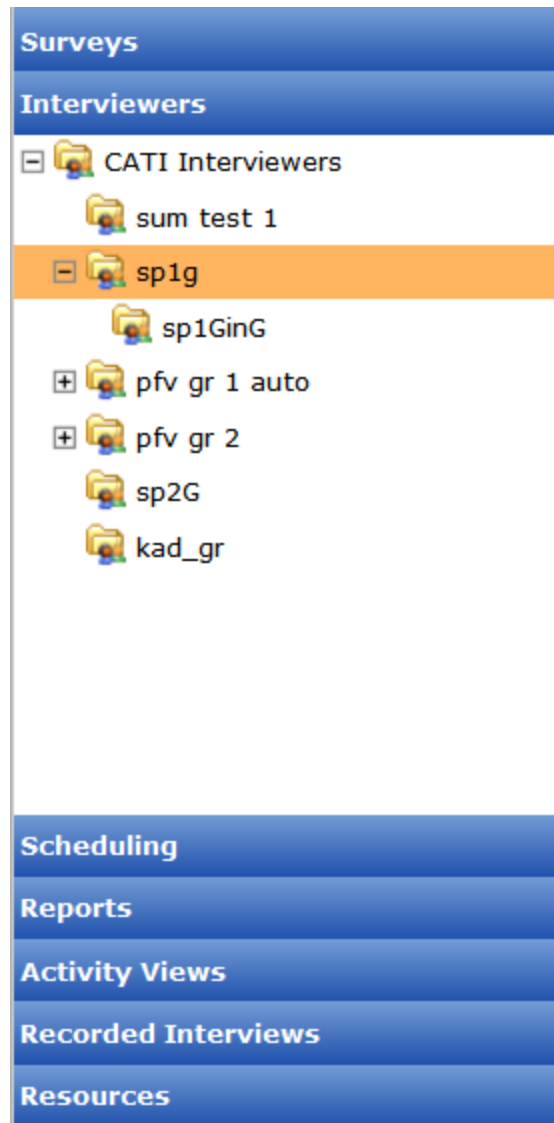 Surveys
Interviewers
CATI Interviewers
sum test 1
sp1g
sp1GinG
pfv gr 1 auto
pfv gr 2
sp2G
kad_gr
Scheduling
Reports
Activity Views
Recorded Interviews
Resources